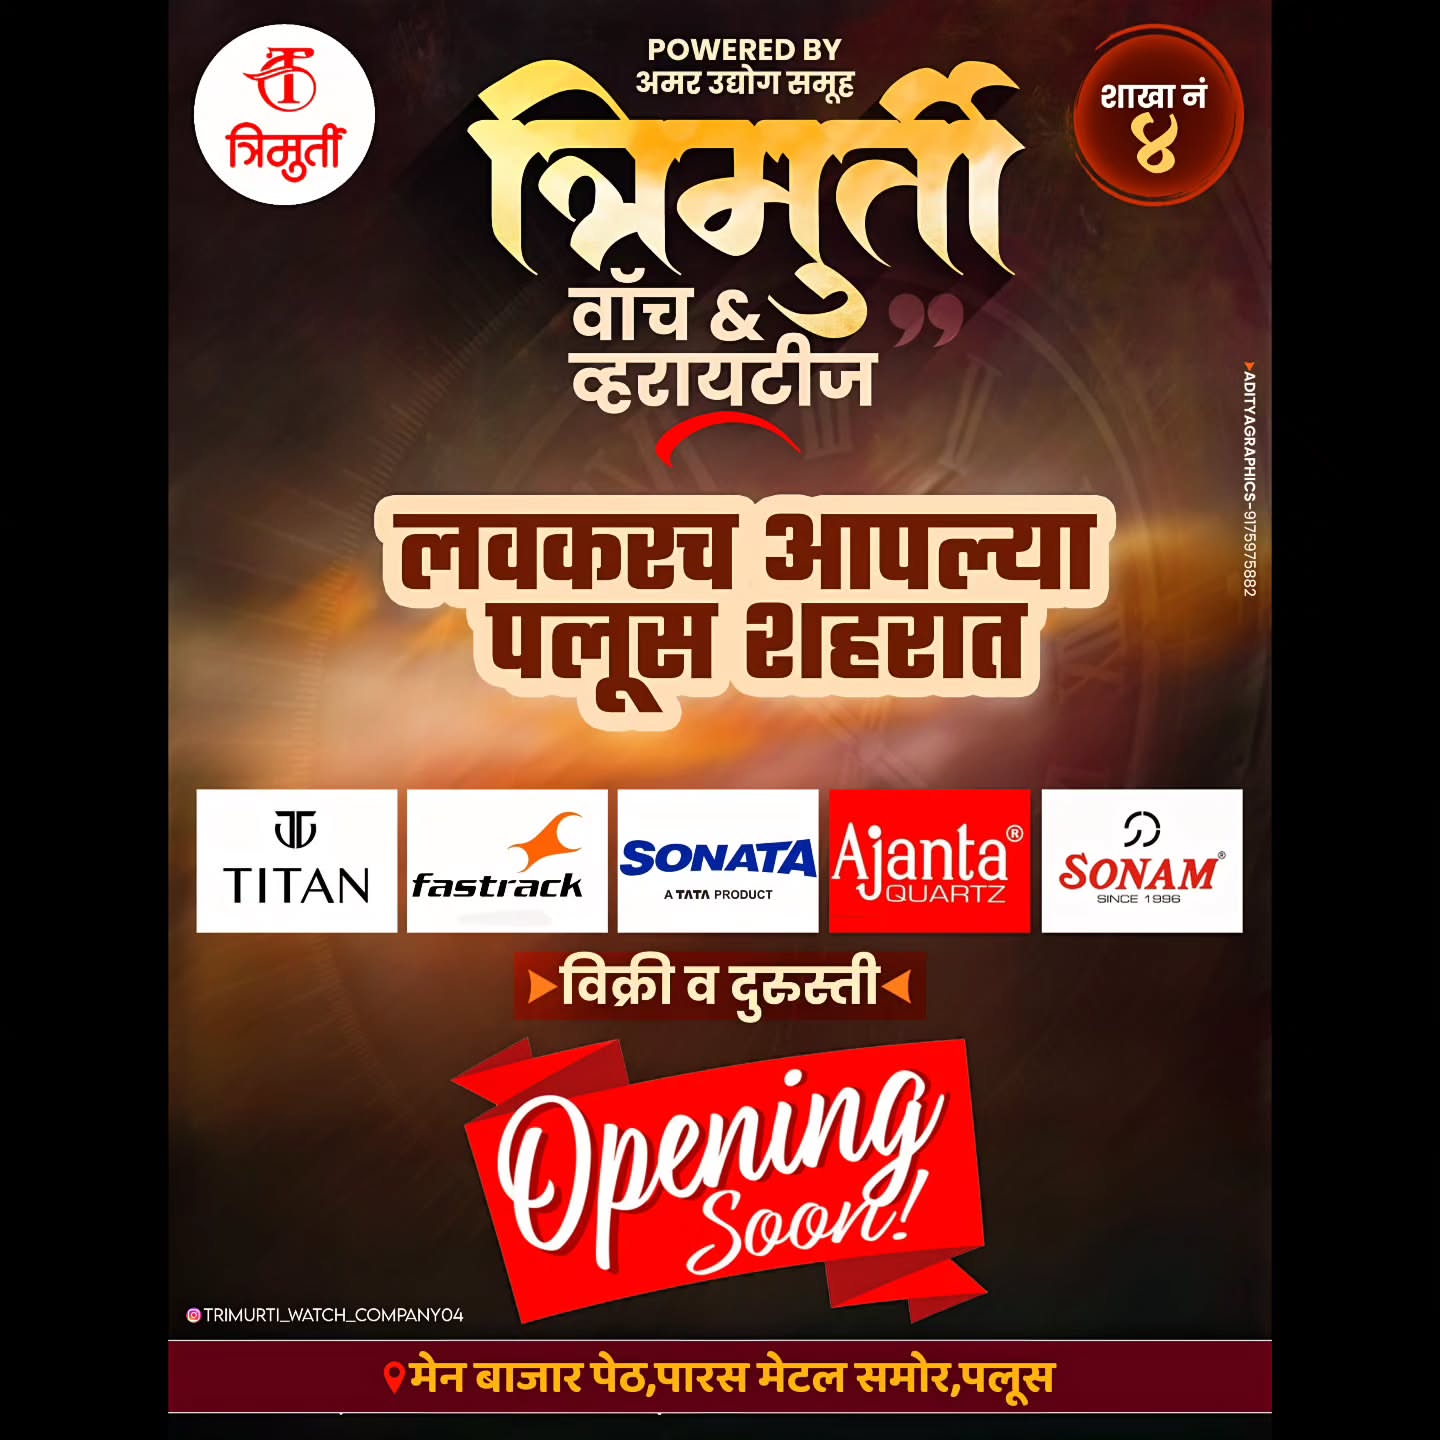 त्रिमुर्ती
POWERED BY
अमर उद्योग समूह
त्रिमुर्ती
वॉच &
व्हरायटीज
शाखा नं
४
ADITYAGRAPHICS-9175975882
लवकरच आपल्या
पलूस शहरात
TITAN
fastrack
SONATA
A TATA PRODUCT
Ajanta®
QUARTZ
SONAM®
SINCE 1996
विक्री व दुरुस्ती
Opening
Soon!
TRIMURTI_WATCH_COMPANY04
मेन बाजार पेठ,पारस मेटल समोर,पलूस